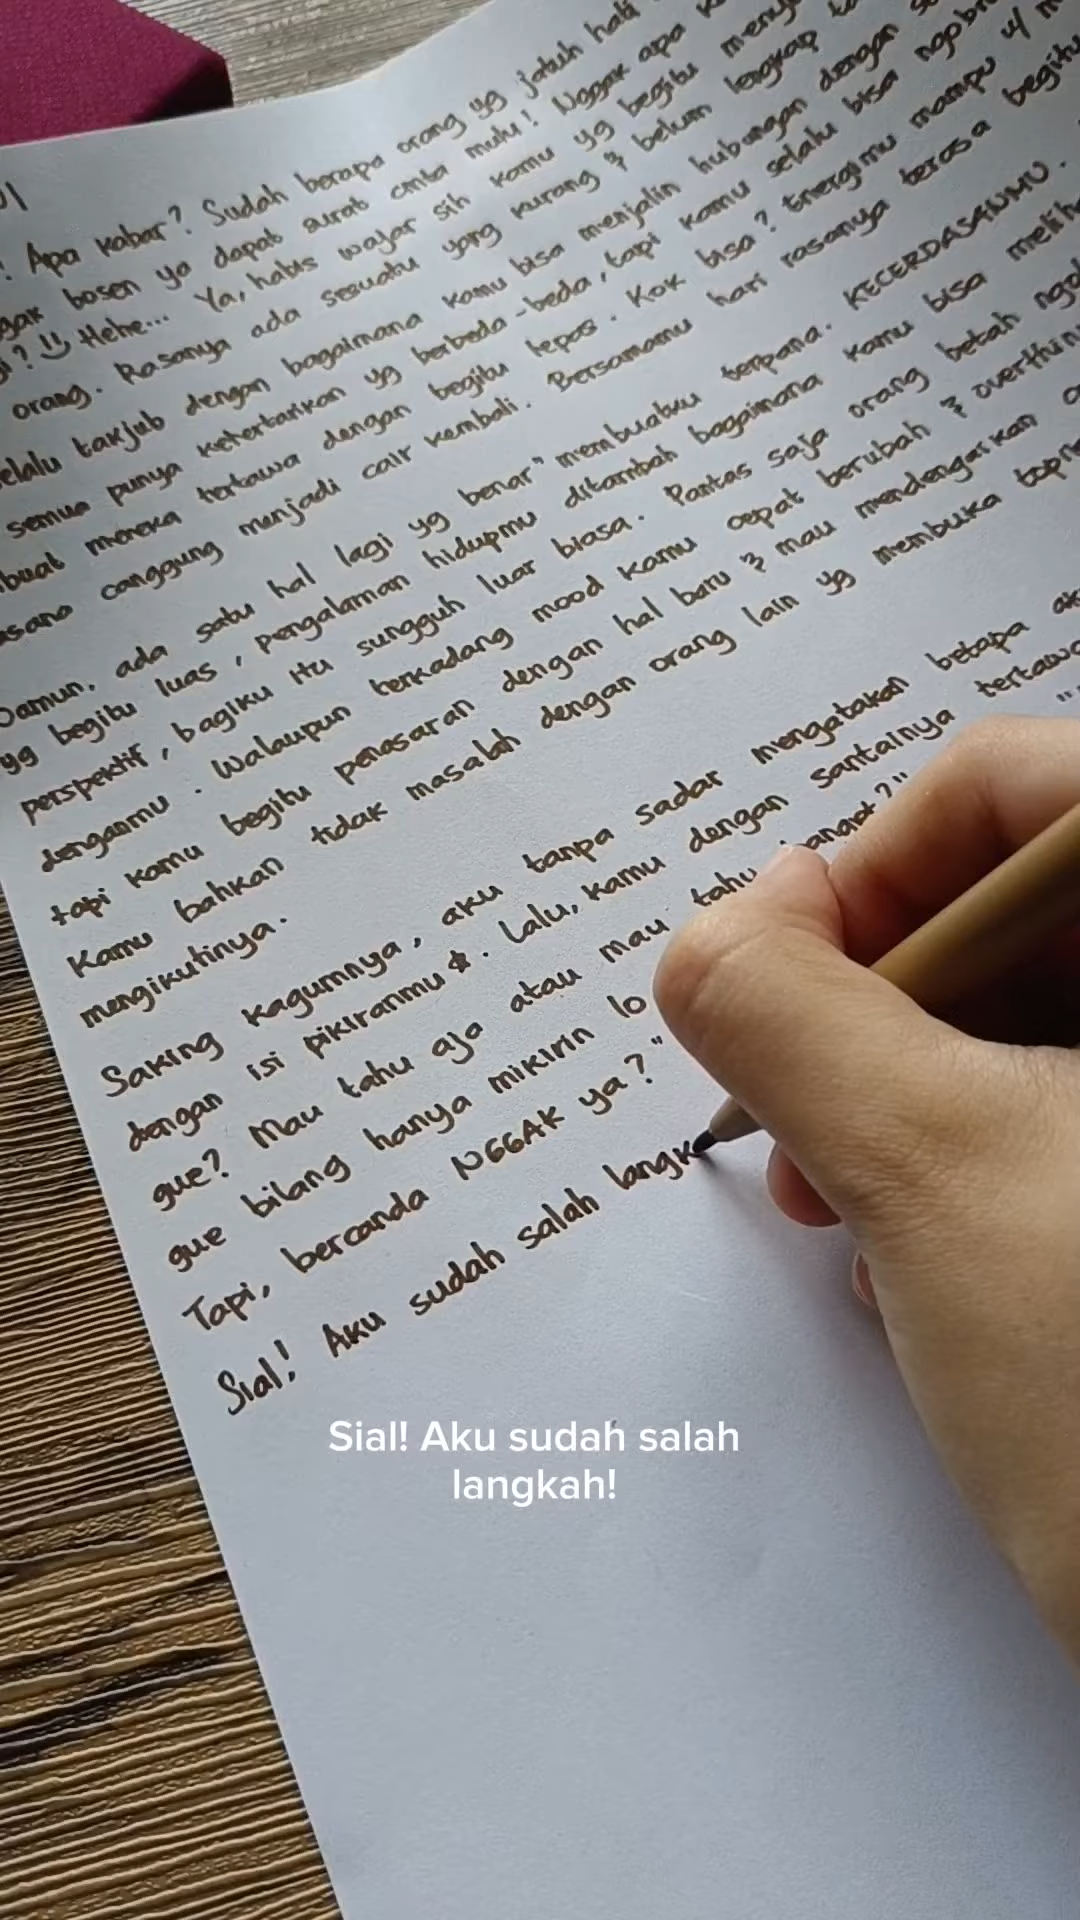 ! Apa kabar? Sudah berapa orang yg jatuh hati
bosen ya dapat surat cinta mulu! Nggak apa
? Hehe... Ya, habis wajar sih kamu yg begitu
orang. Rasanya ada sesuatu yang kurang & belum lengkap
takjub dengan bagaimana kamu bisa menjalin hubungan dengan
semua punya ketertarikan yg berbeda-beda, tapi kamu selalu bisa
mereka tertawa dengan begitu lepas. Kok bisa? Energimu mampu
canggung menjadi cair kembali. Bersamamu hari rasanya terasa begitu
Namun, ada satu hal lagi yg benar" membuatku terpana. KECERDASANMU.
yg begitu luas, pengalaman hidupmu ditambah bagaimana kamu bisa
perspektif, bagiku itu sungguh luar biasa. Pantas saja orang betah
denganmu. Walaupun terkadang mood kamu cepat berubah &
tapi kamu begitu penasaran dengan hal baru & mau mendengarkan
Kamu bahkan tidak masalah dengan orang lain yg membuka
mengikutinya.
Saking kagumnya, aku tanpa sadar mengatakan betapa
dengan isi pikiranmu. Lalu, kamu dengan santainya
gue? Mau tahu aja atau mau tahu banget?"
gue bilang hanya mikirin lo
Tapi, bercanda NGGAK ya?"
Sial! Aku sudah salah langk
Sial! Aku sudah salah
langkah!